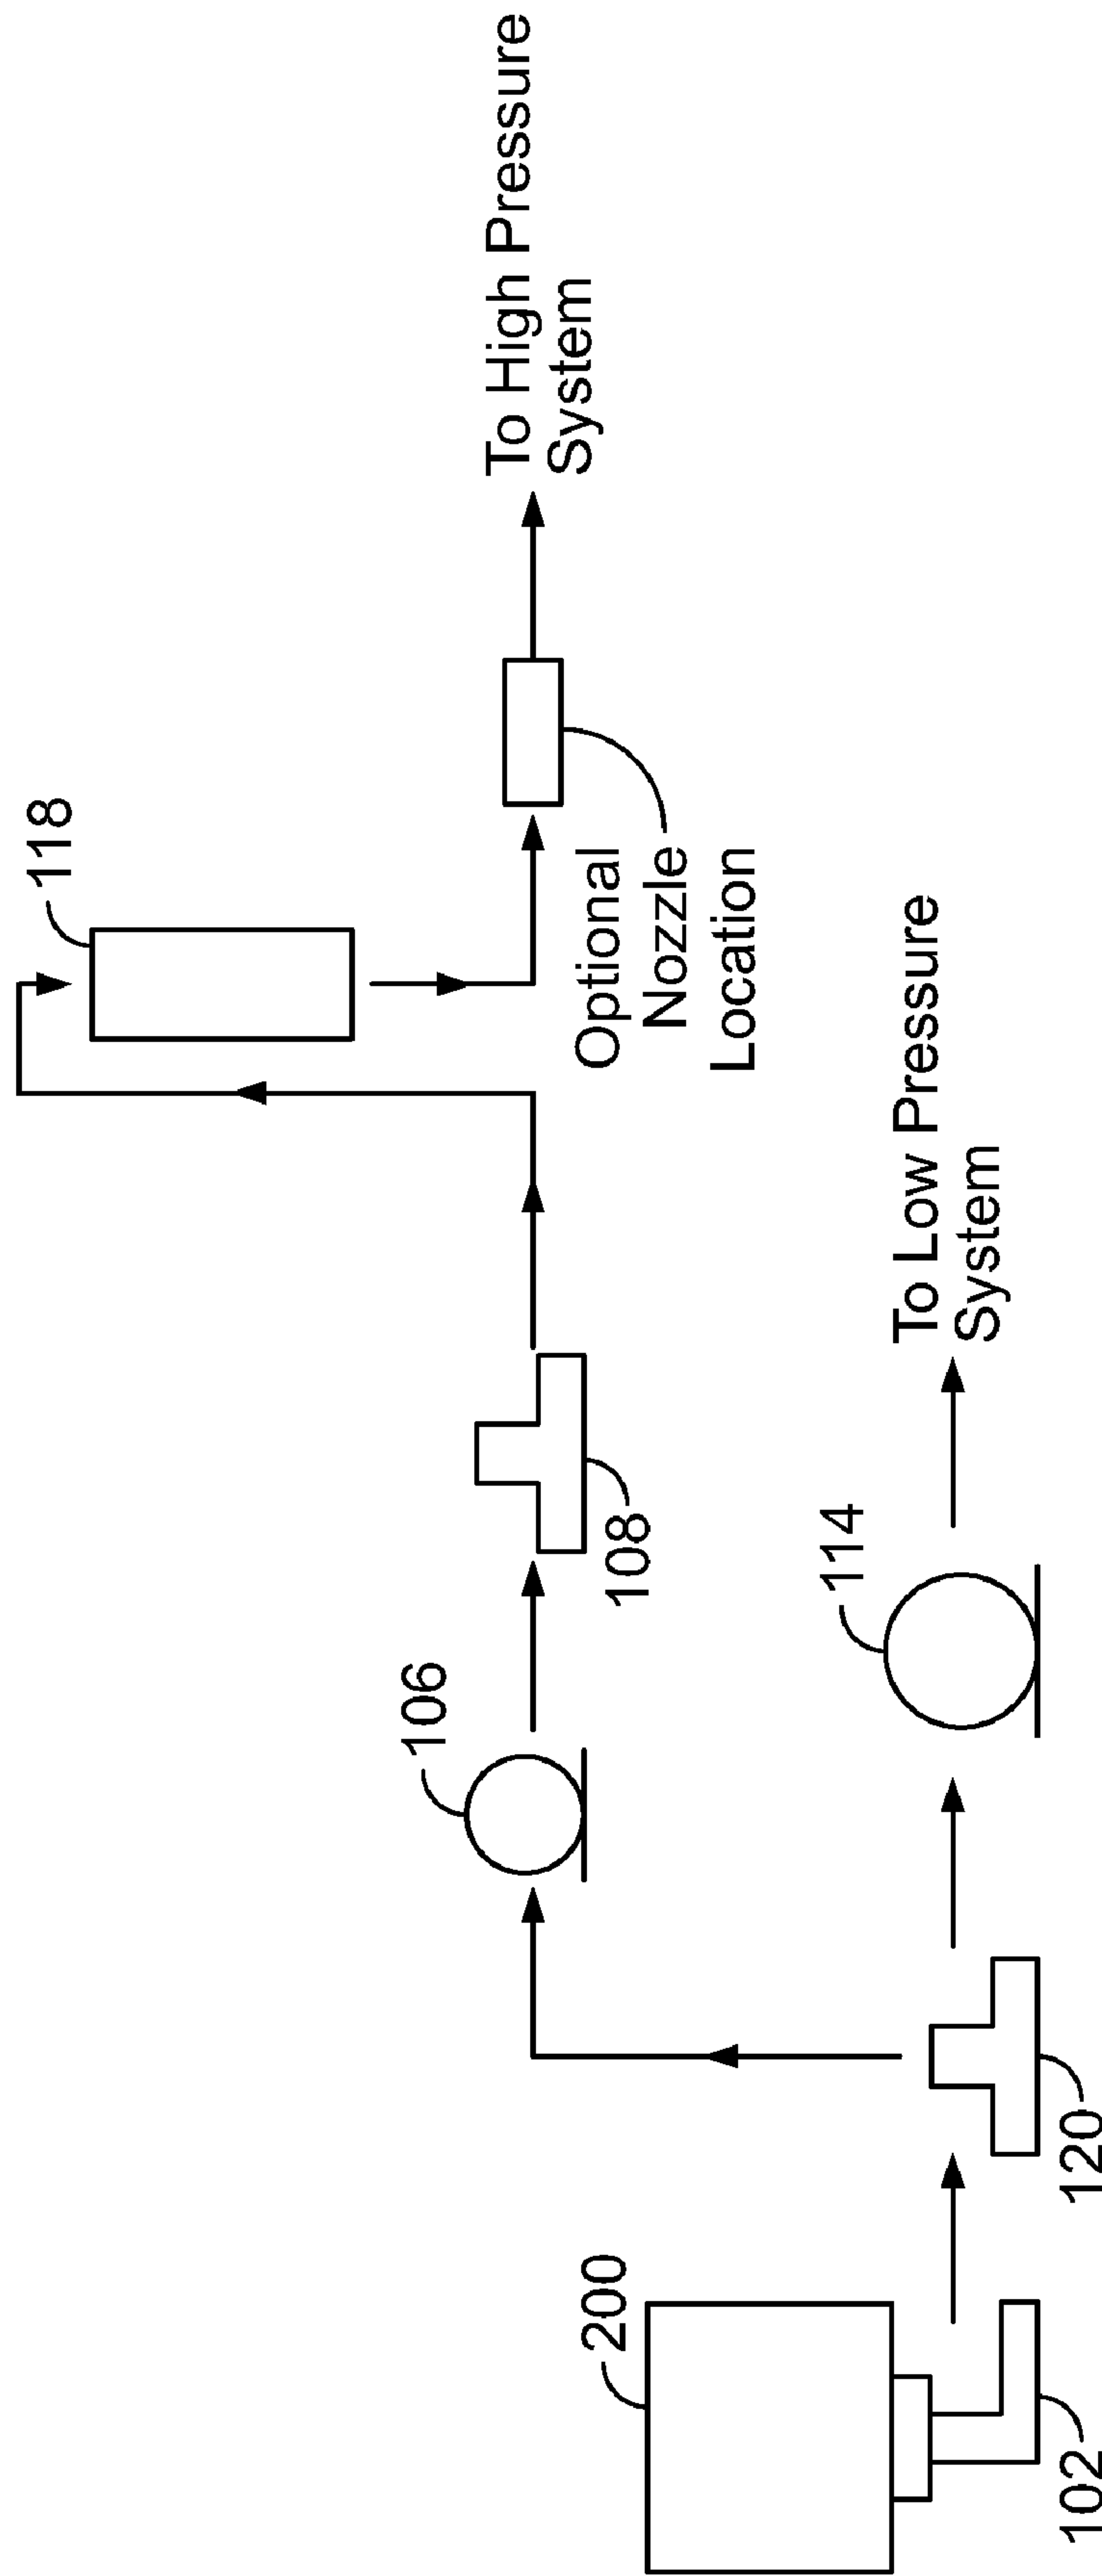 118
To High Pressure
System
106
108
Optional
Nozzle
Location
200
114
To Low Pressure
System
102
120